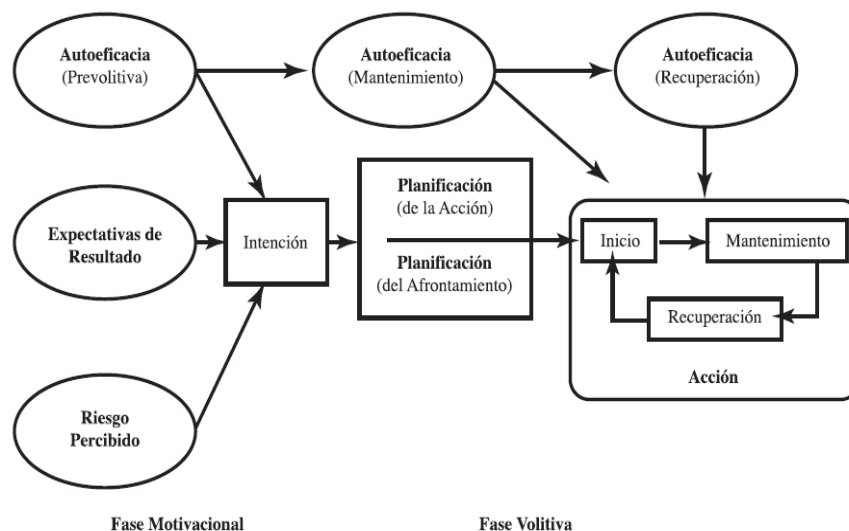 Autoeficacia
(Prevolitiva)
Autoeficacia
(Mantenimiento)
Autoeficacia
(Recuperación)
Expectativas de
Resultado
Intención
Planificación
(de la Acción)
Planificación
(del Afrontamiento)
Inicio
Mantenimiento
Recuperación
Acción
Riesgo
Percibido
Fase Motivacional
Fase Volitiva